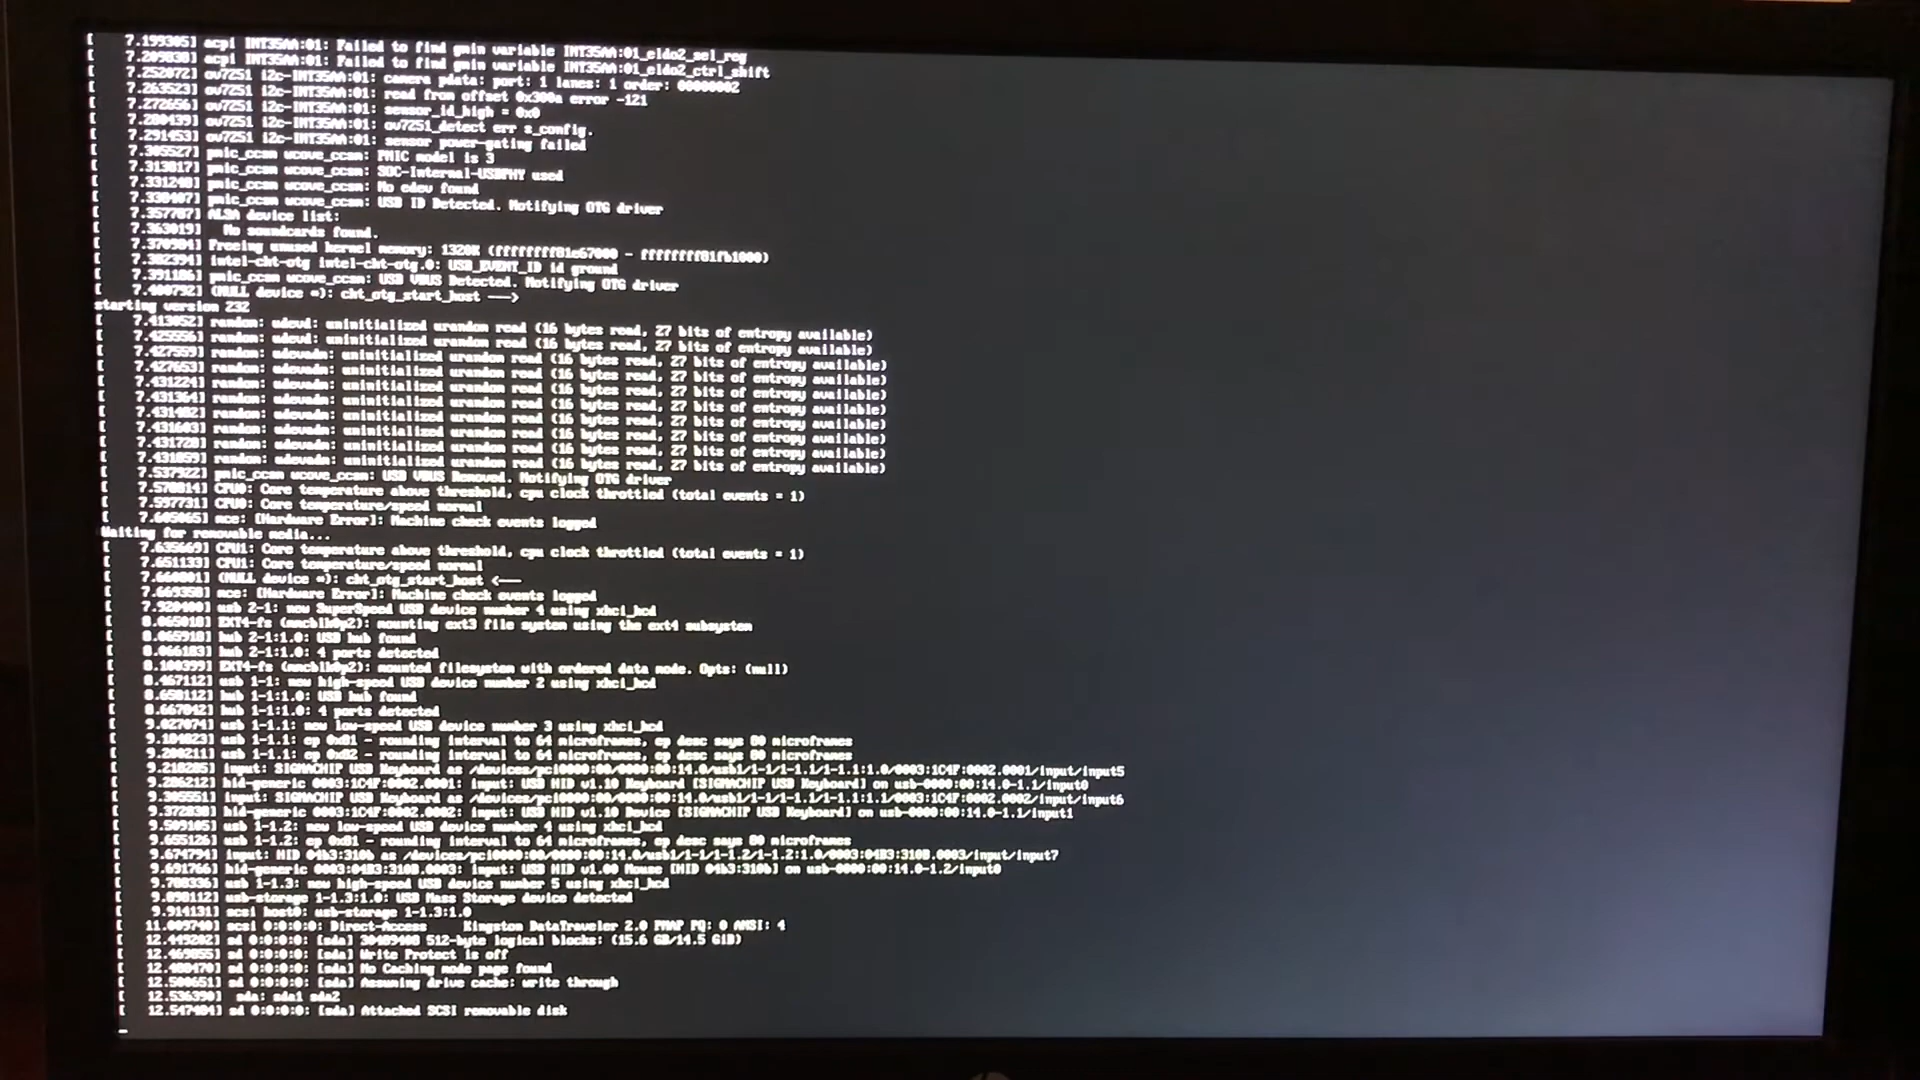 [    7.199305] acpi INT35AA:01: Failed to find gmin variable INT35AA:01_eldo2_sel_reg
[    7.209838] acpi INT35AA:01: Failed to find gmin variable INT35AA:01_eldo2_ctrl_shift
[    7.252072] ov7251 i2c-INT35AA:01: camera pdata: port: 1 lanes: 1 order: 00000002
[    7.263523] ov7251 i2c-INT35AA:01: read from offset 0x300a error -121
[    7.272656] ov7251 i2c-INT35AA:01: sensor_id_high = 0x0
[    7.280439] ov7251 i2c-INT35AA:01: ov7251_detect err s_config.
[    7.291453] ov7251 i2c-INT35AA:01: sensor power-gating failed
[    7.305527] pmic_ccsm wcove_ccsm: PMIC model is 3
[    7.313817] pmic_ccsm wcove_ccsm: SOC-Internal-USBPHY used
[    7.331248] pmic_ccsm wcove_ccsm: No edev found
[    7.338407] pmic_ccsm wcove_ccsm: USB ID Detected. Notifying OTG driver
[    7.357787] ALSA device list:
[    7.363019]   No soundcards found.
[    7.370984] Freeing unused kernel memory: 1320K (ffffffff81e67000 - ffffffff81fb1000)
[    7.382394] intel-cht-otg intel-cht-otg.0: USB_EVENT_ID id ground
[    7.391186] pmic_ccsm wcove_ccsm: USB VBUS Detected. Notifying OTG driver
[    7.400792] (NULL device *): cht_otg_start_host --->
starting version 232
[    7.413052] random: udevd: uninitialized urandom read (16 bytes read, 27 bits of entropy available)
[    7.425556] random: udevd: uninitialized urandom read (16 bytes read, 27 bits of entropy available)
[    7.427559] random: udevadm: uninitialized urandom read (16 bytes read, 27 bits of entropy available)
[    7.427653] random: udevadm: uninitialized urandom read (16 bytes read, 27 bits of entropy available)
[    7.431224] random: udevadm: uninitialized urandom read (16 bytes read, 27 bits of entropy available)
[    7.431364] random: udevadm: uninitialized urandom read (16 bytes read, 27 bits of entropy available)
[    7.431482] random: udevadm: uninitialized urandom read (16 bytes read, 27 bits of entropy available)
[    7.431603] random: udevadm: uninitialized urandom read (16 bytes read, 27 bits of entropy available)
[    7.431728] random: udevadm: uninitialized urandom read (16 bytes read, 27 bits of entropy available)
[    7.431859] random: udevadm: uninitialized urandom read (16 bytes read, 27 bits of entropy available)
[    7.537922] pmic_ccsm wcove_ccsm: USB VBUS Removed. Notifying OTG driver
[    7.578814] CPU0: Core temperature above threshold, cpu clock throttled (total events = 1)
[    7.597731] CPU0: Core temperature/speed normal
[    7.605065] mce: [Hardware Error]: Machine check events logged
Waiting for removable media...
[    7.635669] CPU1: Core temperature above threshold, cpu clock throttled (total events = 1)
[    7.651133] CPU1: Core temperature/speed normal
[    7.660801] (NULL device *): cht_otg_start_host <---
[    7.669358] mce: [Hardware Error]: Machine check events logged
[    7.920400] usb 2-1: new SuperSpeed USB device number 4 using xhci_hcd
[    8.065018] EXT4-fs (mmcblk0p2): mounting ext3 file system using the ext4 subsystem
[    8.065918] hub 2-1:1.0: USB hub found
[    8.066183] hub 2-1:1.0: 4 ports detected
[    8.100399] EXT4-fs (mmcblk0p2): mounted filesystem with ordered data mode. Opts: (null)
[    8.467112] usb 1-1: new high-speed USB device number 2 using xhci_hcd
[    8.658112] hub 1-1:1.0: USB hub found
[    8.667842] hub 1-1:1.0: 4 ports detected
[    9.027074] usb 1-1.1: new low-speed USB device number 3 using xhci_hcd
[    9.184823] usb 1-1.1: ep 0x81 - rounding interval to 64 microframes, ep desc says 80 microframes
[    9.200211] usb 1-1.1: ep 0x82 - rounding interval to 64 microframes, ep desc says 80 microframes
[    9.218285] input: SIGMACHIP USB Keyboard as /devices/pci0000:00/0000:00:14.0/usb1/1-1/1-1.1/1-1.1:1.0/0003:1C4F:0002.0001/input/input5
[    9.286212] hid-generic 0003:1C4F:0002.0001: input: USB HID v1.10 Keyboard [SIGMACHIP USB Keyboard] on usb-0000:00:14.0-1.1/input0
[    9.305551] input: SIGMACHIP USB Keyboard as /devices/pci0000:00/0000:00:14.0/usb1/1-1/1-1.1/1-1.1:1.1/0003:1C4F:0002.0002/input/input6
[    9.372838] hid-generic 0003:1C4F:0002.0002: input: USB HID v1.10 Device [SIGMACHIP USB Keyboard] on usb-0000:00:14.0-1.1/input1
[    9.509105] usb 1-1.2: new low-speed USB device number 4 using xhci_hcd
[    9.655126] usb 1-1.2: ep 0x81 - rounding interval to 64 microframes, ep desc says 80 microframes
[    9.674794] input: HID 04b3:310b as /devices/pci0000:00/0000:00:14.0/usb1/1-1/1-1.2/1-1.2:1.0/0003:04B3:310B.0003/input/input7
[    9.691766] hid-generic 0003:04B3:310B.0003: input: USB HID v1.00 Mouse [HID 04b3:310b] on usb-0000:00:14.0-1.2/input0
[    9.788336] usb 1-1.3: new high-speed USB device number 5 using xhci_hcd
[    9.898112] usb-storage 1-1.3:1.0: USB Mass Storage device detected
[    9.914131] scsi host0: usb-storage 1-1.3:1.0
[   11.009740] scsi 0:0:0:0: Direct-Access     Kingston DataTraveler 2.0 PMAP PQ: 0 ANSI: 4
[   12.449202] sd 0:0:0:0: [sda] 30489408 512-byte logical blocks: (15.6 GB/14.5 GiB)
[   12.469855] sd 0:0:0:0: [sda] Write Protect is off
[   12.480470] sd 0:0:0:0: [sda] No Caching mode page found
[   12.500651] sd 0:0:0:0: [sda] Assuming drive cache: write through
[   12.536390]  sda: sda1 sda2
[   12.547484] sd 0:0:0:0: [sda] Attached SCSI removable disk